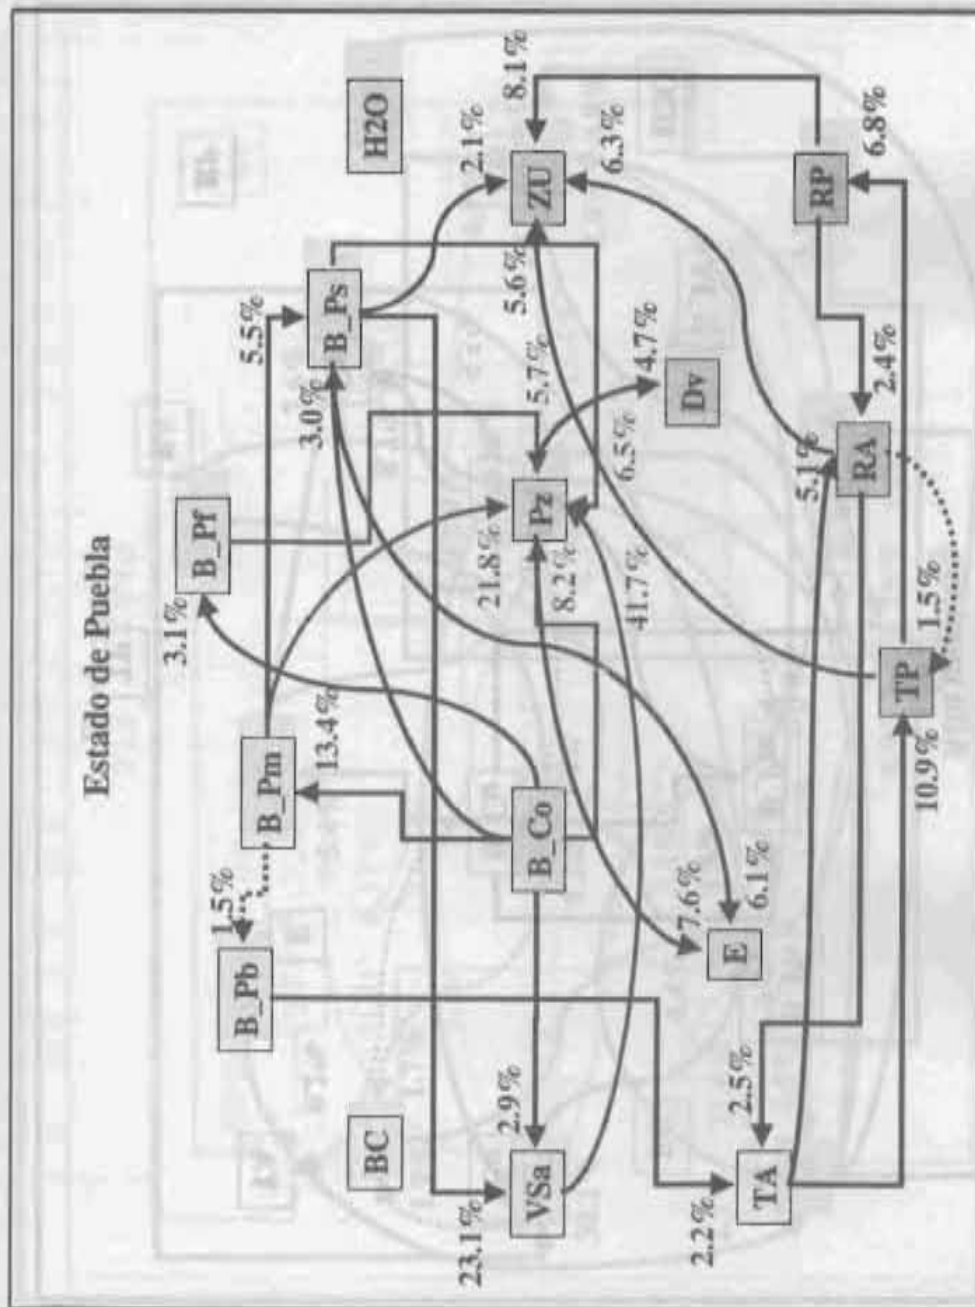 Estado de Puebla
B_Pb
1.5%
B_Pm
3.1%
B_Pf
13.4%
5.5%
B_Ps
3.0%
BC
H2O
23.1%
VSa
2.9%
B_Co
21.8%
Pz
8.2%
41.7%
5.7%
6.5%
5.6%
2.1%
ZU
8.1%
6.3%
4.7%
Dv
7.6%
E
6.1%
2.2%
TA
2.5%
5.1%
RA
2.4%
RP
6.8%
10.9%
TP
1.5%